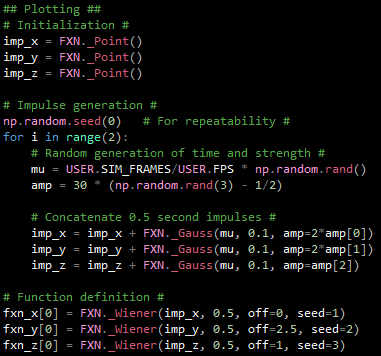 ## Plotting ##
# Initialization #
imp_x = FXN._Point()
imp_y = FXN._Point()
imp_z = FXN._Point()

# Impulse generation #
np.random.seed(0)   # For repeatability #
for i in range(2):
    # Random generation of time and strength #
    mu = USER.SIM_FRAMES/USER.FPS * np.random.rand()
    amp = 30 * (np.random.rand(3) - 1/2)

    # Concatenate 0.5 second impulses #
    imp_x = imp_x + FXN._Gauss(mu, 0.1, amp=2*amp[0])
    imp_y = imp_y + FXN._Gauss(mu, 0.1, amp=2*amp[1])
    imp_z = imp_z + FXN._Gauss(mu, 0.1, amp=amp[2])

# Function definition #
fxn_x[0] = FXN._Wiener(imp_x, 0.5, off=0, seed=1)
fxn_y[0] = FXN._Wiener(imp_y, 0.5, off=2.5, seed=2)
fxn_z[0] = FXN._Wiener(imp_z, 0.5, off=1, seed=3)